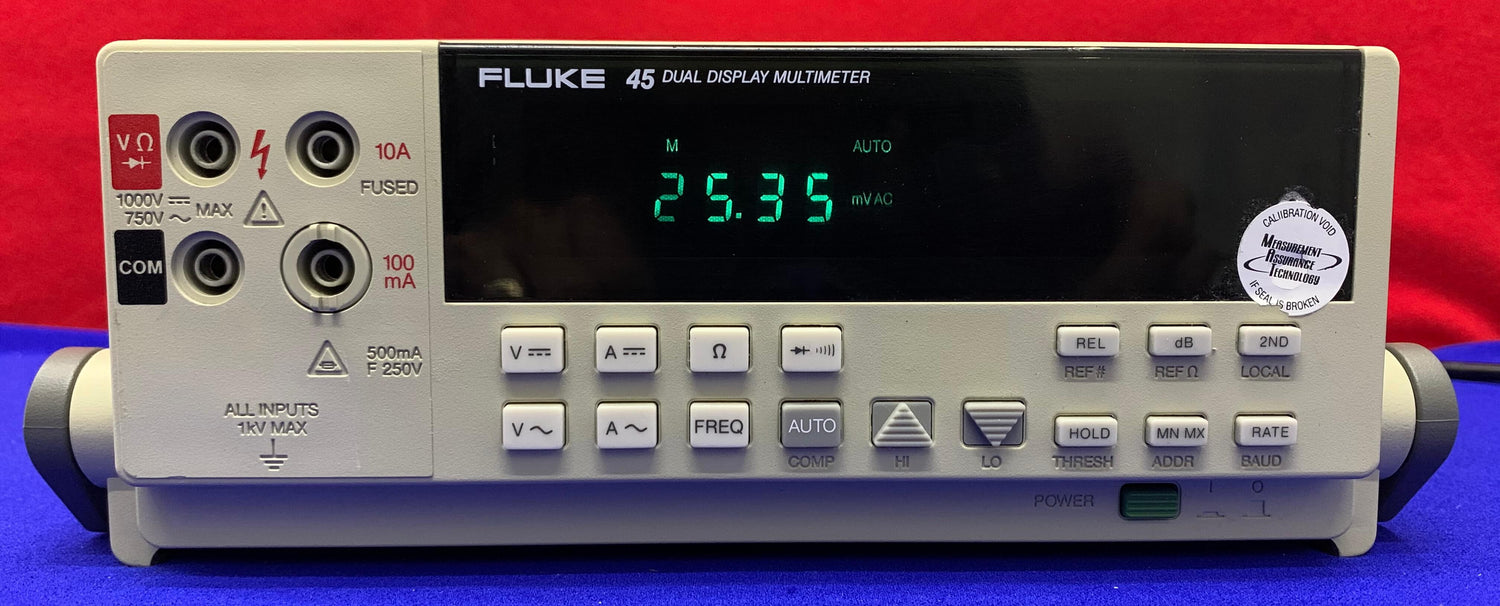 FLUKE 45 DUAL DISPLAY MULTIMETER
M AUTO
25.35 mV AC
V Ω
10A
FUSED
1000V
750V ~ MAX
COM
100
mA
500mA
F 250V
ALL INPUTS
1kV MAX
CALIIBRATION VOID
MEASUREMENT
ASSURANCE
TECHNOLOGY
IF SEAL IS BROKEN
V A Ω
REL dB 2ND
REF # REF Ω LOCAL
V ~ A ~ FREQ AUTO
HOLD MN MX RATE
COMP HI LO THRESH ADDR BAUD
POWER I O